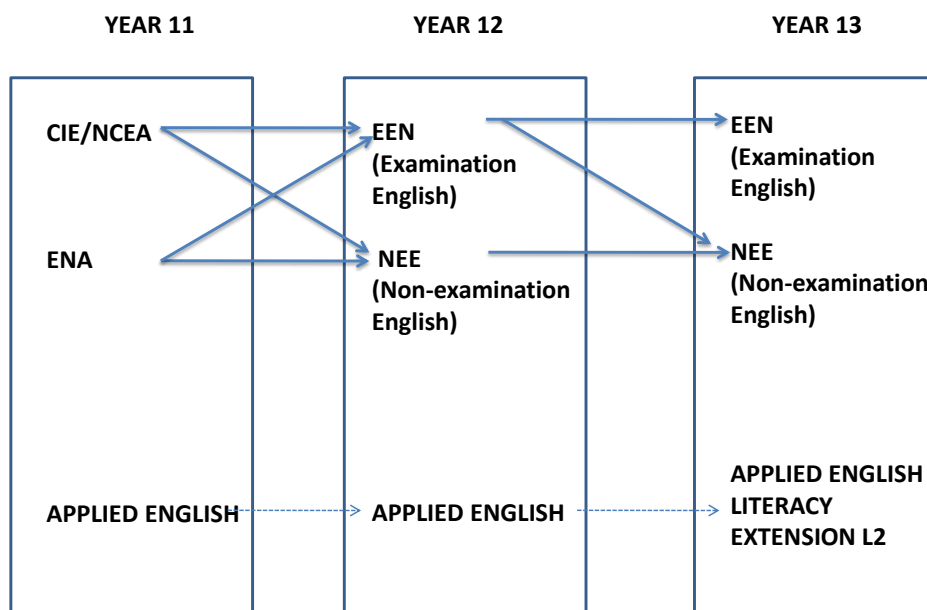 YEAR 11
YEAR 12
YEAR 13
CIE/NCEA
ENA
APPLIED ENGLISH
EEN
(Examination
English)
NEE
(Non-examination
English)
APPLIED ENGLISH
EEN
(Examination
English)
NEE
(Non-examination
English)
APPLIED ENGLISH
LITERACY
EXTENSION L2